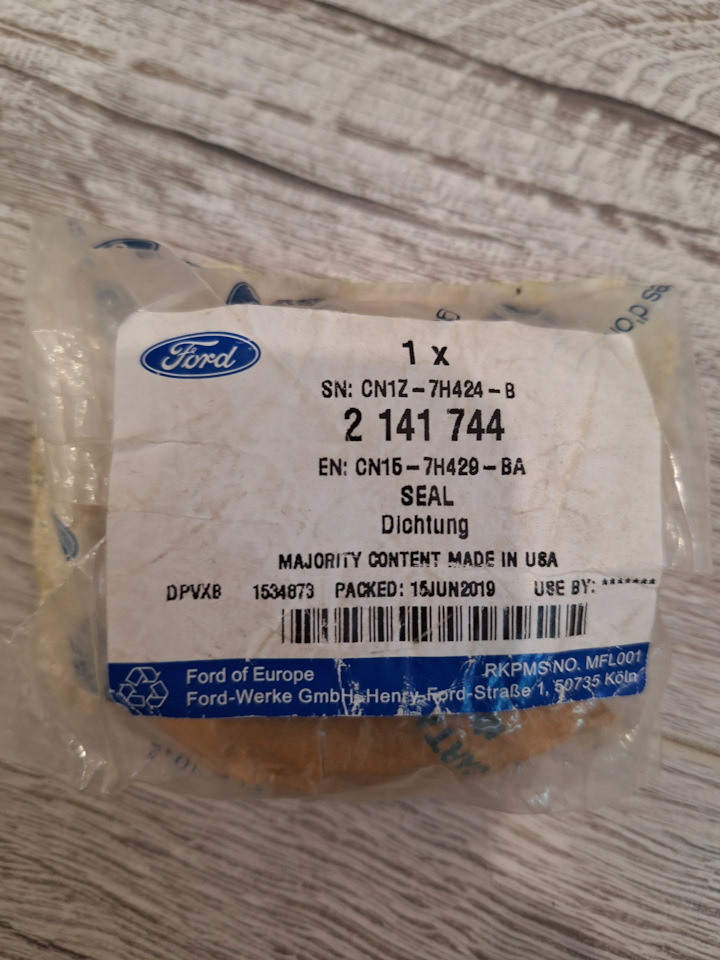 Ford
1 x
SN: CN1Z-7H424-B
2 141 744
EN: CN15-7H429-BA
SEAL
Dichtung
MAJORITY CONTENT MADE IN USA
DPVXB 1534873 PACKED: 15JUN2019 USE BY: *******
Ford of Europe RKPMS NO. MFL001
Ford-Werke GmbH, Henry-Ford-Straße 1, 50735 Köln